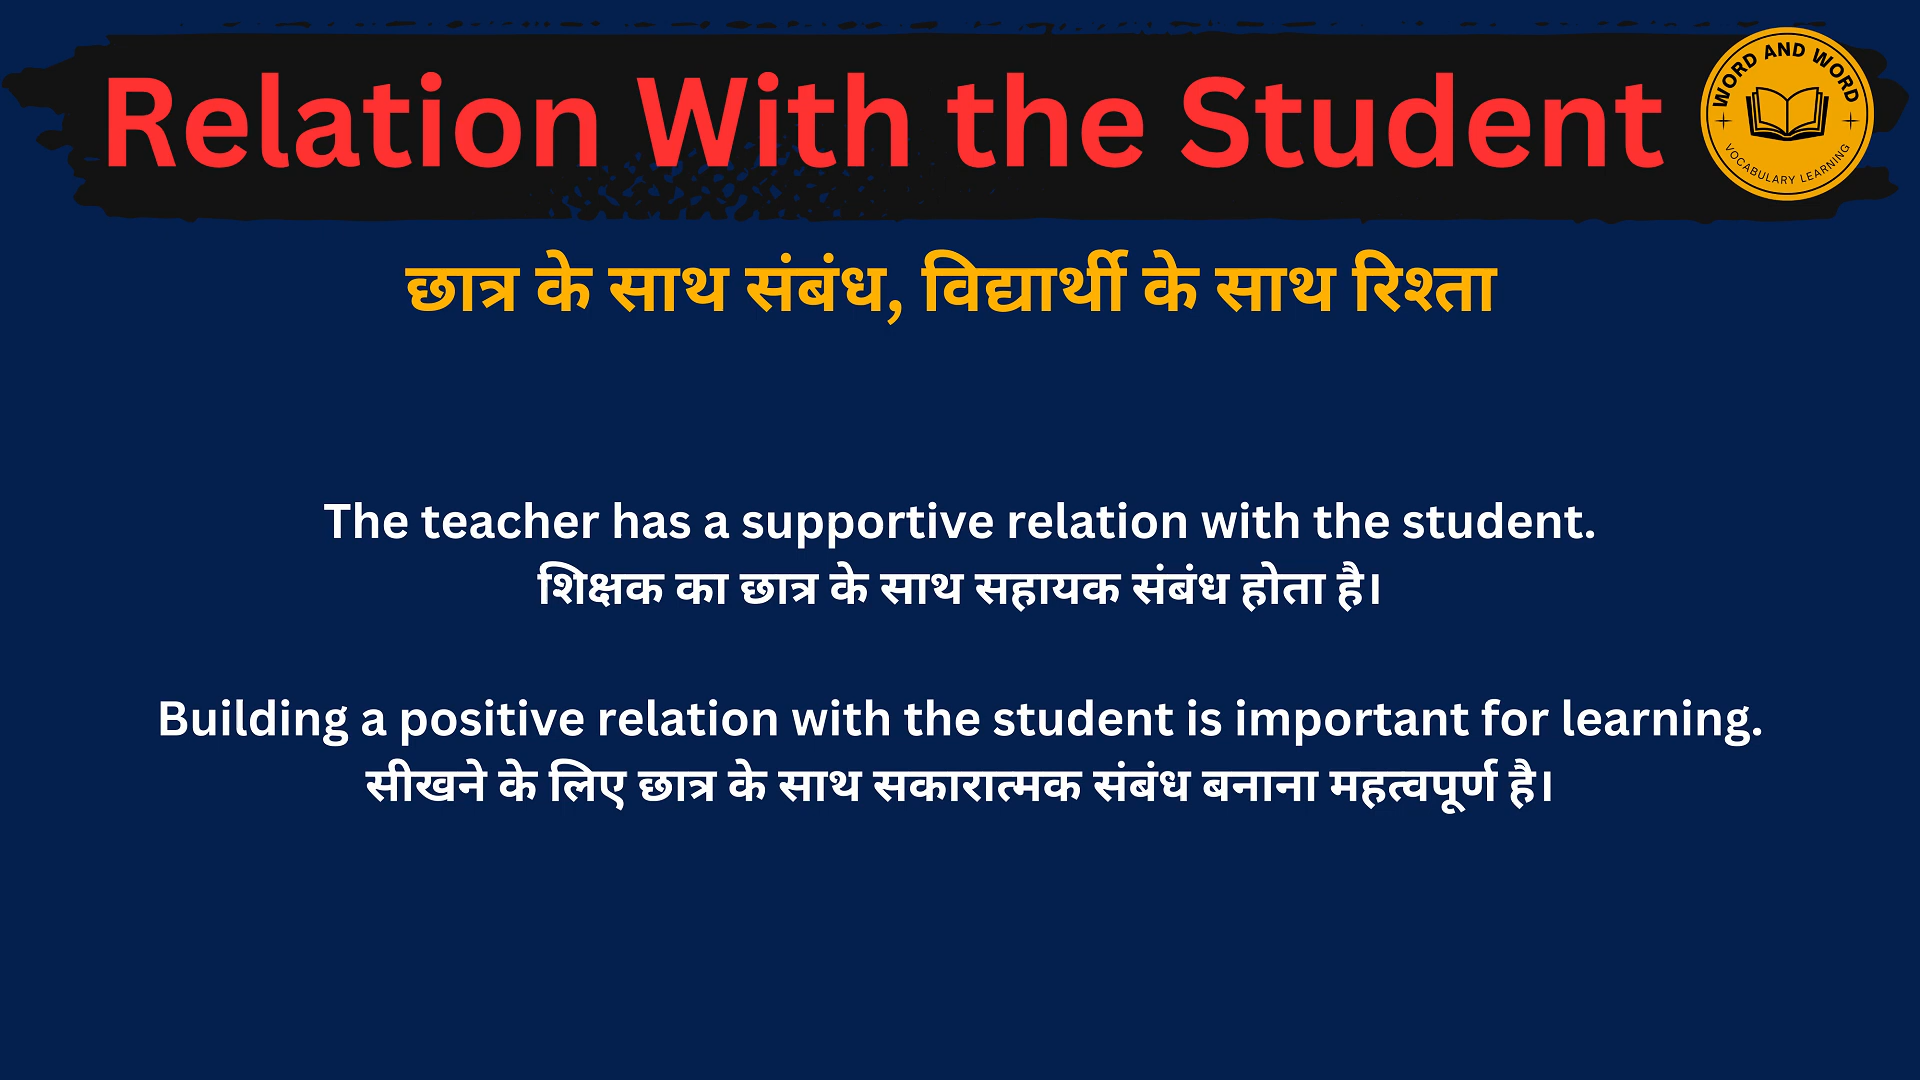 Relation With the Student
WORD AND WORD
VOCABULARY LEARNING
छात्र के साथ संबंध, विद्यार्थी के साथ रिश्ता
The teacher has a supportive relation with the student.
शिक्षक का छात्र के साथ सहायक संबंध होता है।
Building a positive relation with the student is important for learning.
सीखने के लिए छात्र के साथ सकारात्मक संबंध बनाना महत्वपूर्ण है।